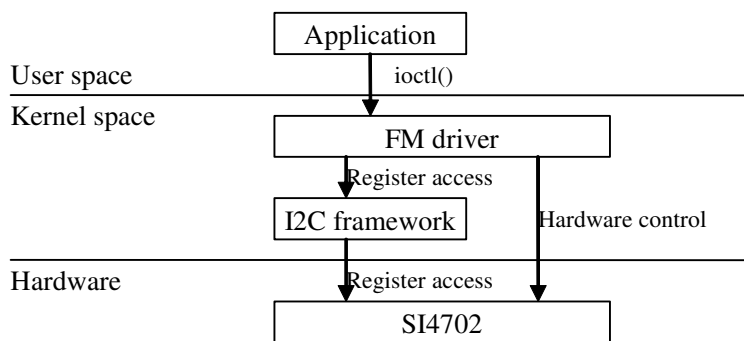 Application
User space
ioctl()
Kernel space
FM driver
Register access
I2C framework
Hardware control
Hardware
Register access
SI4702